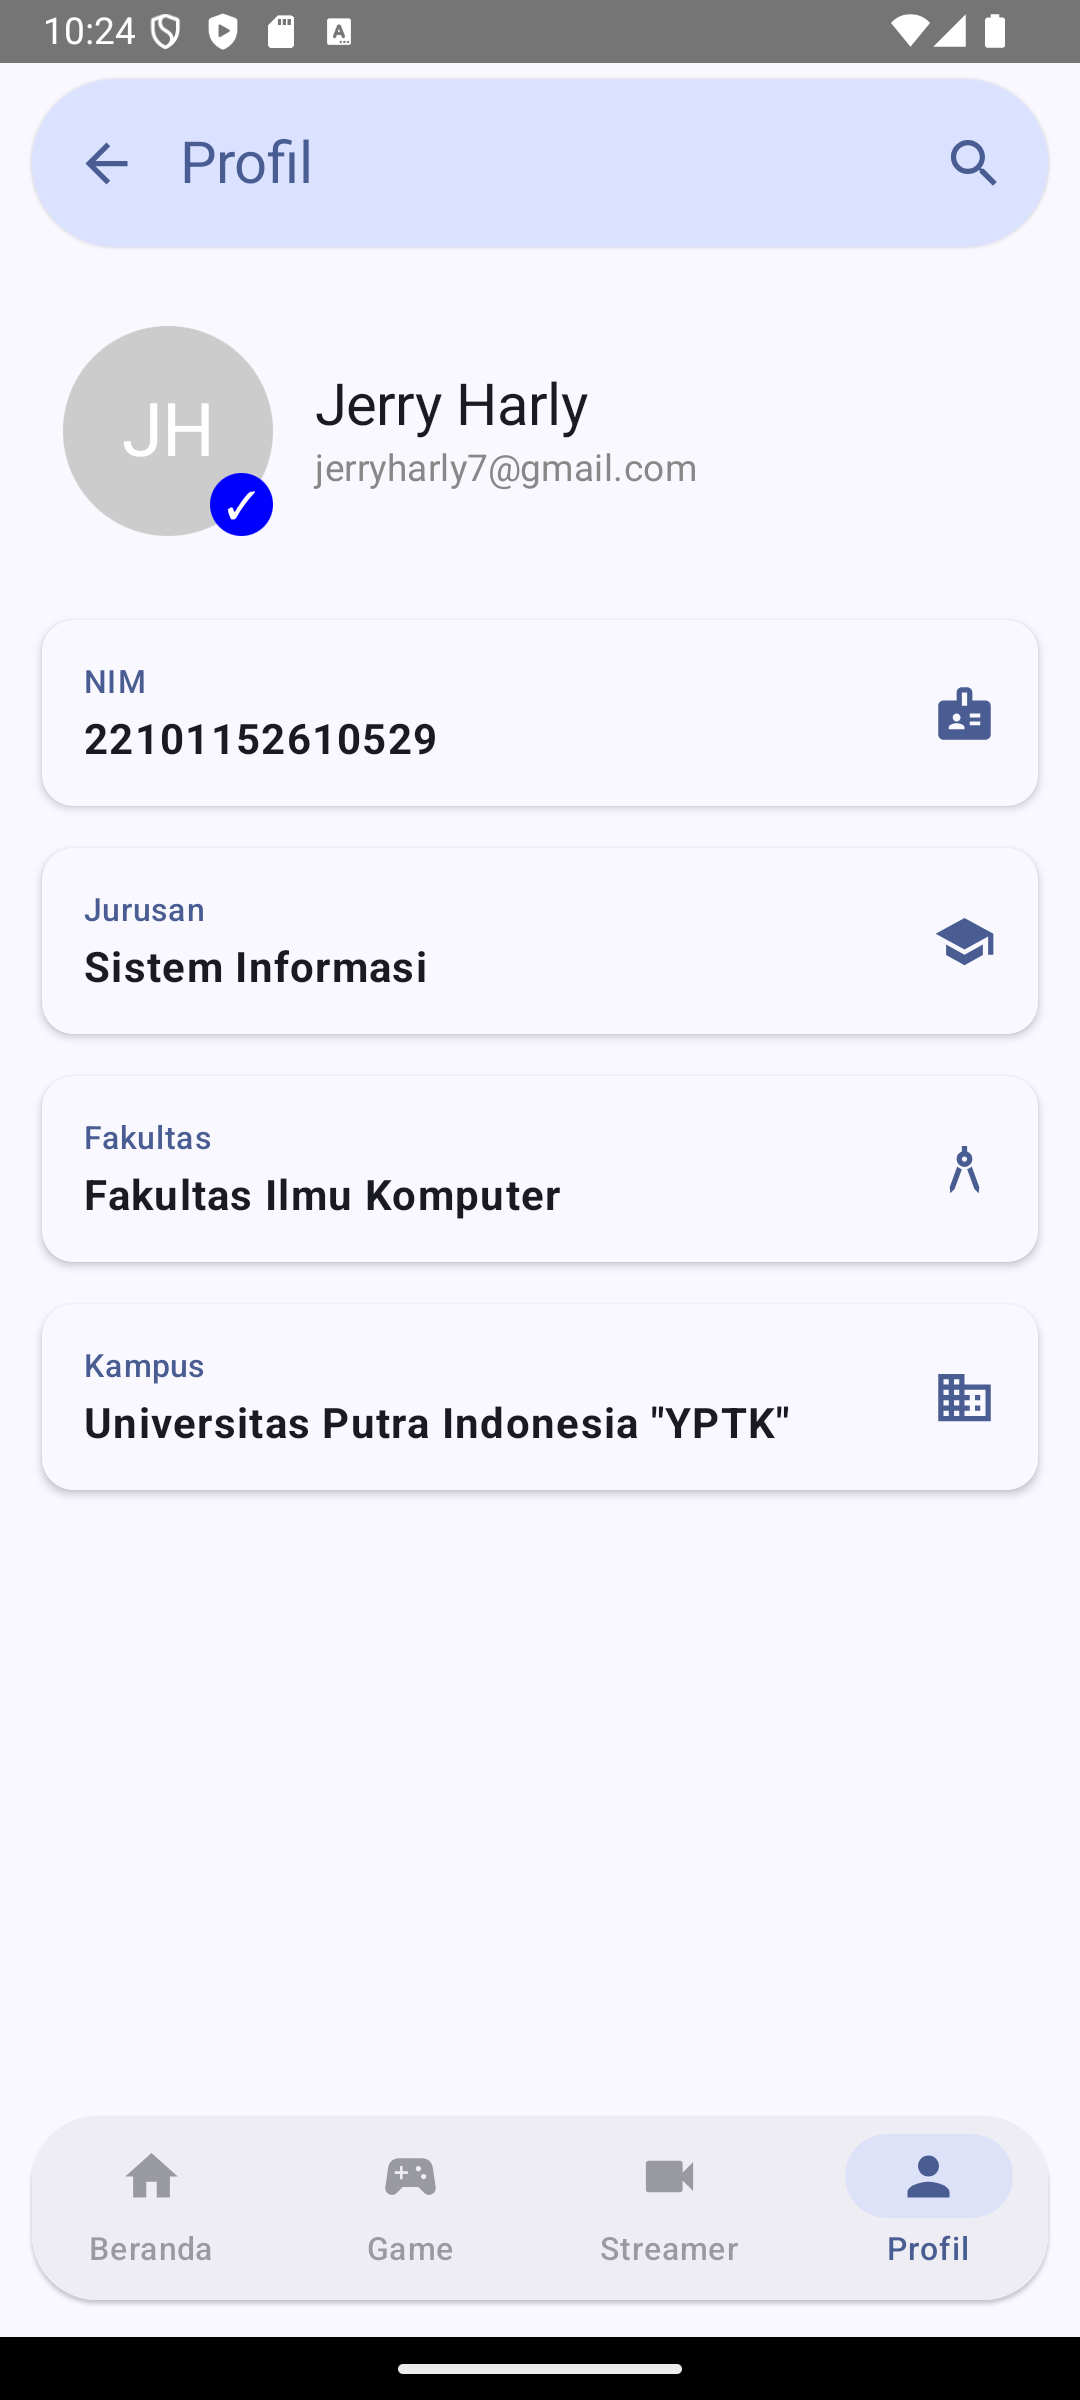 10:24
Profil
JH
Jerry Harly
jerryharly7@gmail.com
NIM
22101152610529
Jurusan
Sistem Informasi
Fakultas
Fakultas Ilmu Komputer
Kampus
Universitas Putra Indonesia "YPTK"
Beranda
Game
Streamer
Profil